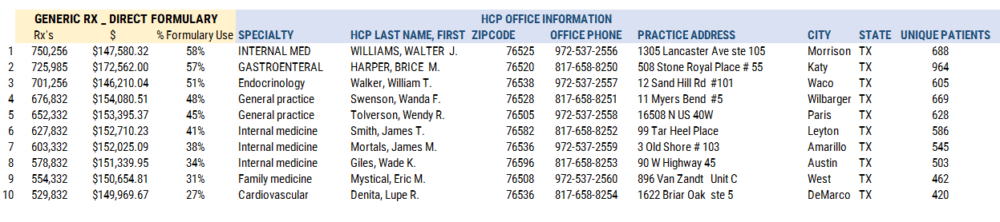 GENERIC RX _ DIRECT FORMULARY HCP OFFICE INFORMATION
Rx's $ % Formulary Use SPECIALTY HCP LAST NAME, FIRST ZIPCODE OFFICE PHONE PRACTICE ADDRESS CITY STATE UNIQUE PATIENTS
1 750,256 $147,580.32 58% INTERNAL MED WILLIAMS, WALTER J. 76525 972-537-2556 1305 Lancaster Ave ste 105 Morrison TX 688
2 725,985 $172,562.00 57% GASTROENTERAL HARPER, BRICE M. 76520 817-658-8250 508 Stone Royal Place # 55 Katy TX 964
3 701,256 $146,210.04 51% Endocrinology Walker, William T. 76538 972-537-2557 12 Sand Hill Rd #101 Waco TX 605
4 676,832 $154,080.51 48% General practice Swenson, Wanda F. 76528 817-658-8251 11 Myers Bend #5 Wilbarger TX 669
5 652,332 $153,395.37 45% General practice Tolverson, Wendy R. 76505 972-537-2558 16508 N US 40W Paris TX 628
6 627,832 $152,710.23 41% Internal medicine Smith, James T. 76582 817-658-8252 99 Tar Heel Place Leyton TX 586
7 603,332 $152,025.09 38% Internal medicine Mortals, James M. 76536 972-537-2559 3 Old Shore # 103 Amarillo TX 545
8 578,832 $151,339.95 34% Internal medicine Giles, Wade K. 76596 817-658-8253 90 W Highway 45 Austin TX 503
9 554,332 $150,654.81 31% Family medicine Mystical, Eric M. 76508 972-537-2560 896 Van Zandt Unit C West TX 462
10 529,832 $149,969.67 27% Cardiovascular Denita, Lupe R. 76536 817-658-8254 1622 Briar Oak ste 5 DeMarco TX 420